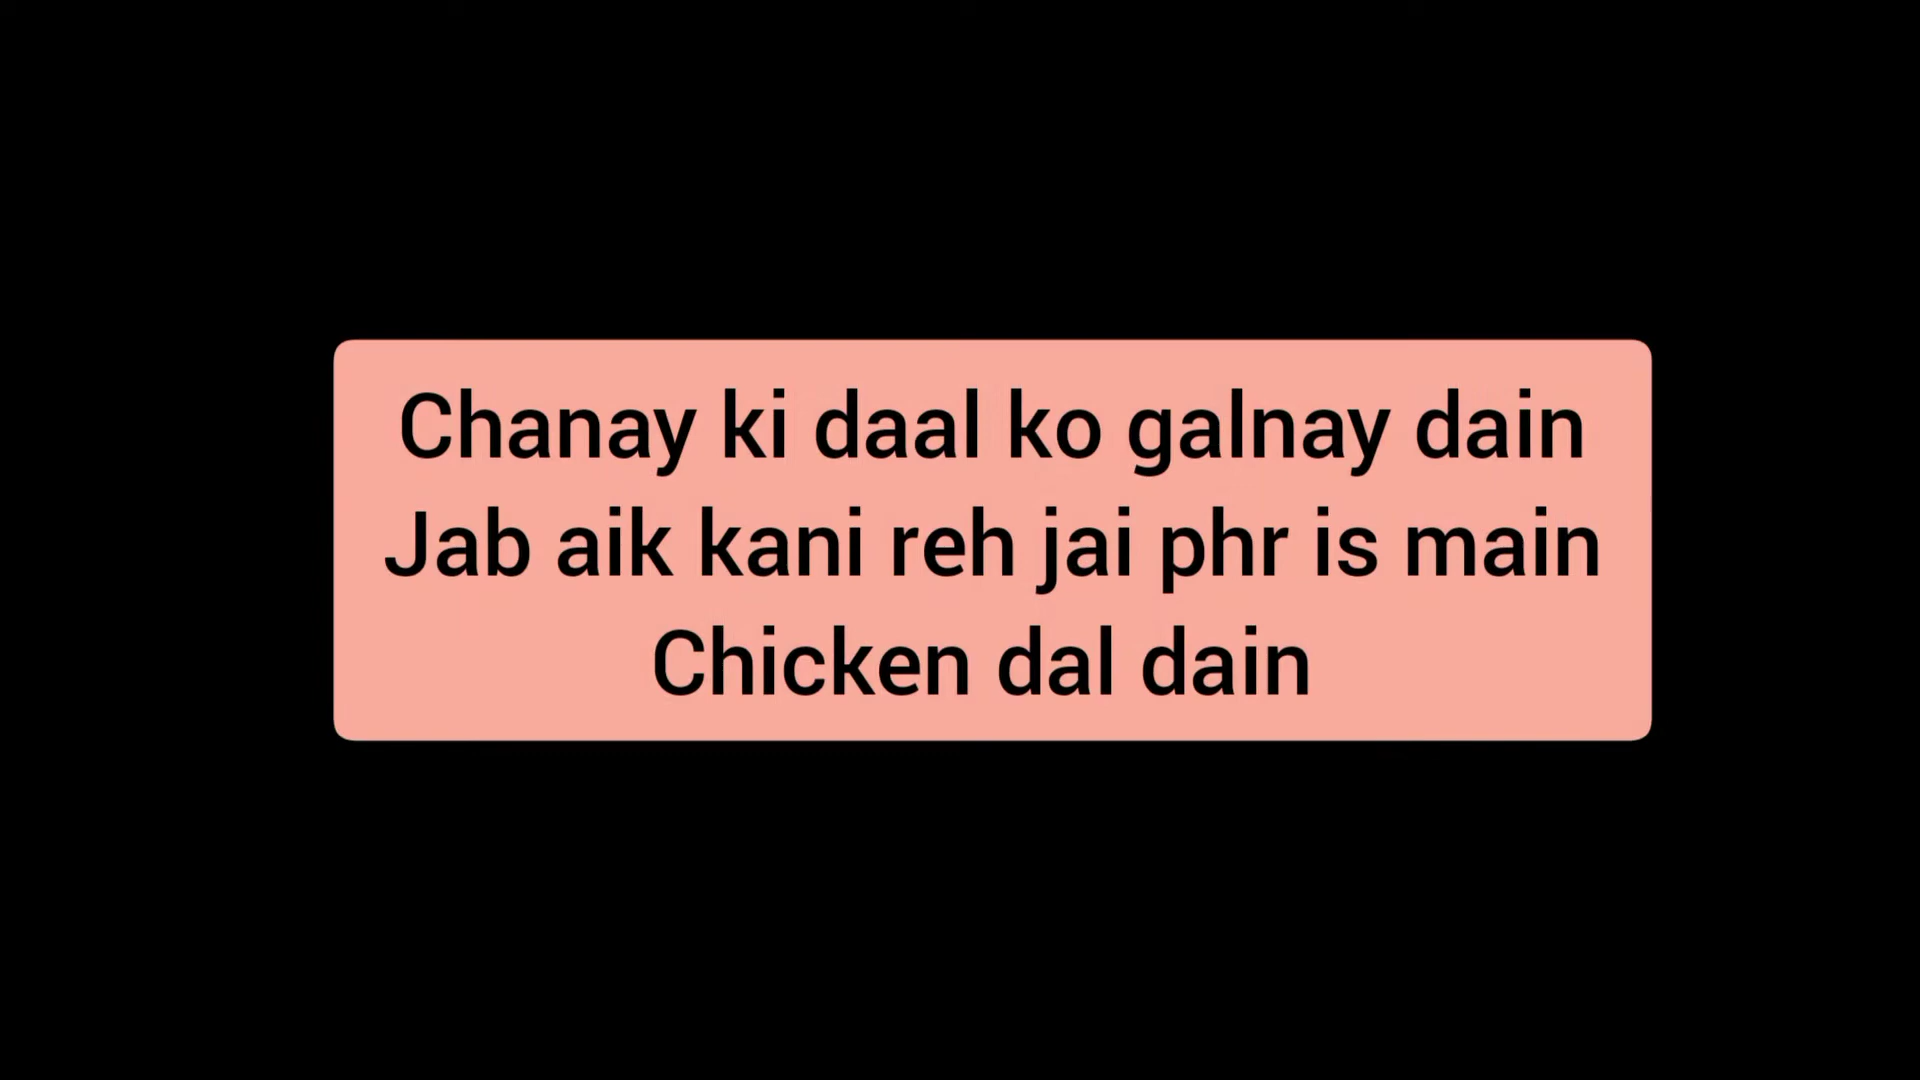 Chanay ki daal ko galnay dain
Jab aik kani reh jai phr is main
Chicken dal dain